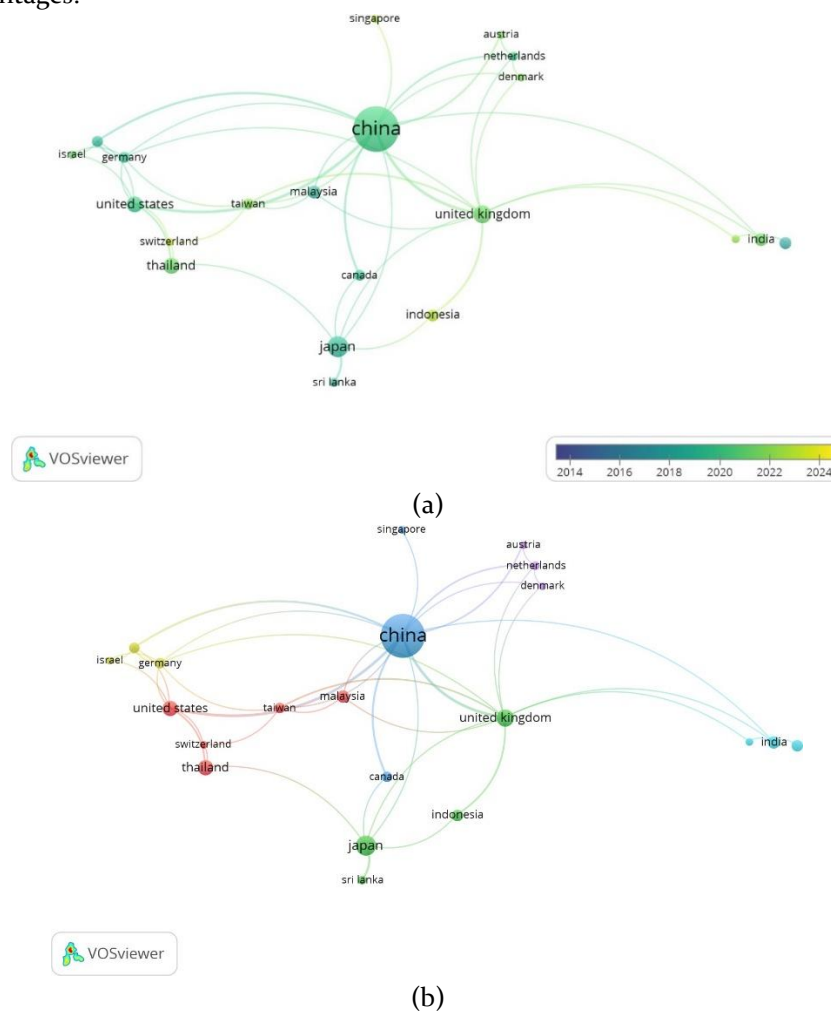 ntages.
singapore
austria
netherlands
denmark
china
israel
germany
malaysia
united states
taiwan
united kingdom
switzerland
india
thailand
canada
indonesia
japan
sri lanka
VOSviewer
2014 2016 2018 2020 2022 2024
(a)
singapore
austria
netherlands
denmark
china
israel
germany
malaysia
united states
taiwan
united kingdom
switzerland
india
thailand
canada
indonesia
japan
sri lanka
VOSviewer
(b)